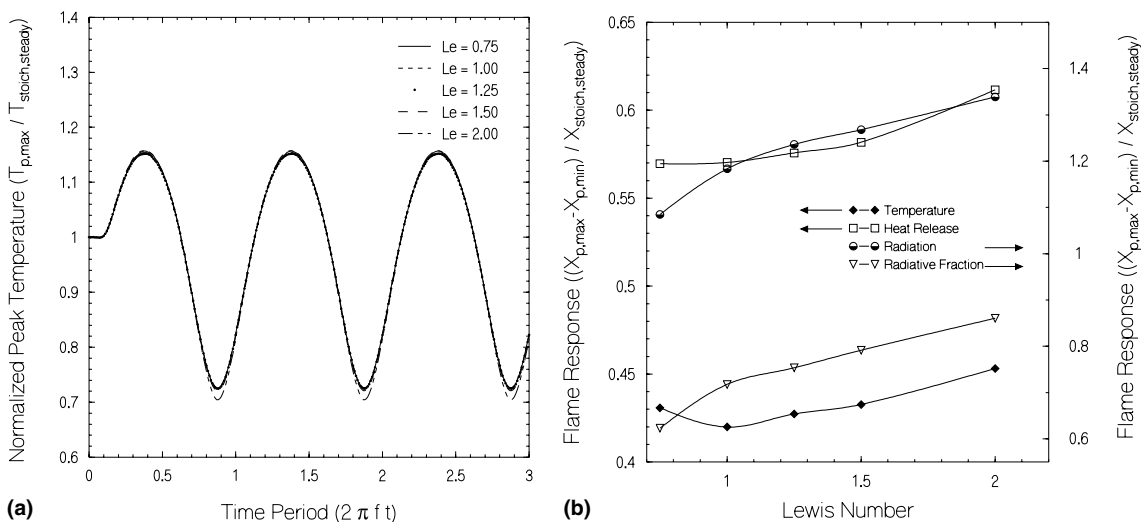 Normalized Peak Temperature (T_p,max / T_stoich,steady)
1.4
1.3
1.2
1.1
1
0.9
0.8
0.7
0.6
0
0.5
1
1.5
2
2.5
3
Time Period (2 π f t)
Le = 0.75
Le = 1.00
Le = 1.25
Le = 1.50
Le = 2.00
(a)
Flame Response ((X_p,max-X_p,min) / X_stoich,steady)
0.65
0.6
0.55
0.5
0.45
0.4
1
1.5
2
Lewis Number
Temperature
Heat Release
Radiation
Radiative Fraction
1.4
1.2
1
0.8
0.6
Flame Response ((X_p,max-X_p,min) / X_stoich,steady)
(b)